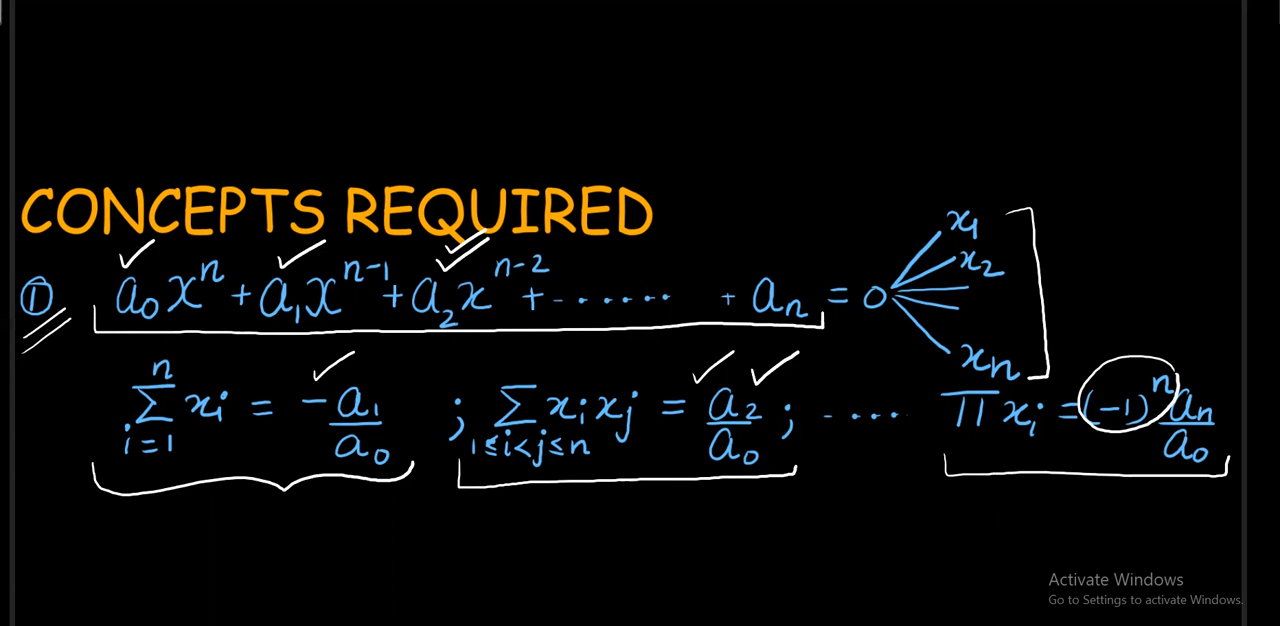 CONCEPTS REQUIRED
① a₀xⁿ + a₁xⁿ⁻¹ + a₂xⁿ⁻² + ....... + aₙ = 0 x₁ x₂ xₙ
∑ᵢ₌₁ⁿ xᵢ = -a₁/a₀ ; ∑1≤i<j≤n xᵢxⱼ = a₂/a₀ ; .... Π xᵢ = (-1)ⁿ aₙ/a₀
Activate Windows
Go to Settings to activate Windows.